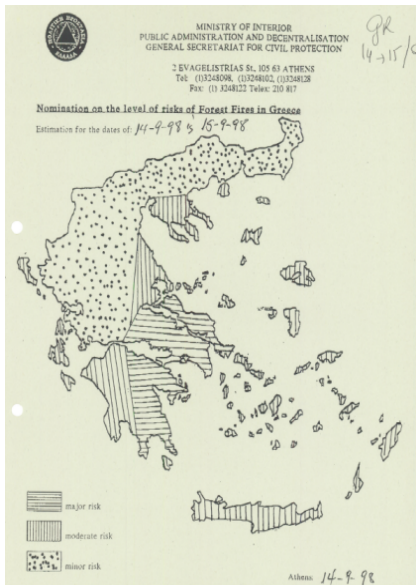 MINISTRY OF INTERIOR
PUBLIC ADMINISTRATION AND DECENTRALISATION
GENERAL SECRETARIAT FOR CIVIL PROTECTION
2 EVAGELISTRIAS St., 105 63 ATHENS
Tel: (1)3248098, (1)3248102, (1)3248128
Fax: (1) 3248122 Telex: 210 817
GR
14→15/
Nomination on the level of risks of Forest Fires in Greece
Estimation for the dates of: 14-9-98 15-9-98
major risk
moderate risk
minor risk
Athens 14-9-98